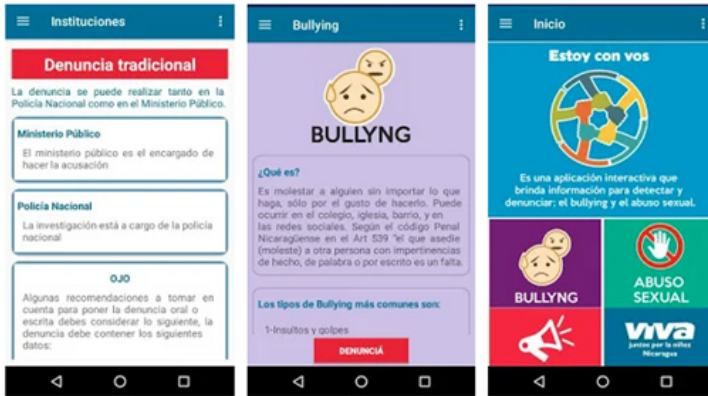 Instituciones
Denuncia tradicional
La denuncia se puede realizar tanto en la
Policía Nacional como en el Ministerio Público.
Ministerio Público
El ministerio público es el encargado de
hacer la acusación
Policía Nacional
La investigación está a cargo de la policía
nacional
OJO
Algunas recomendaciones a tomar en
cuenta para poner la denuncia oral o
escrita debes considerar lo siguiente, la
denuncia debe contener los siguientes
datos:
Bullying
BULLYNG
¿Qué es?
Es molestar a alguien sin importar lo que
haga, sólo por el gusto de hacerlo. Puede
ocurrir en el colegio, iglesia, barrio, y en
las redes sociales. Según el código Penal
Nicaragüense en el Art 539 "el que asedie
(moleste) a otra persona con impertinencias
de hecho, de palabra o por escrito es un falta.
Los tipos de Bullying más comunes son:
1-Insultos y golpes
DENUNCIÁ
Inicio
Estoy con vos
Es una aplicación interactiva que
brinda información para detectar y
denunciar: el bullying y el abuso sexual.
BULLYNG
ABUSO
SEXUAL
viva
juntos por la niñez
Nicaragua